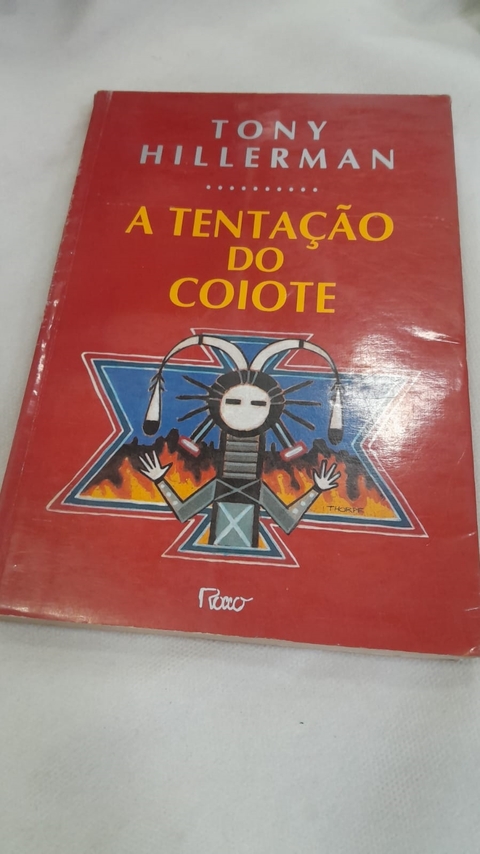 TONY
HILLERMAN
A TENTAÇÃO
DO
COIOTE
THORPE
Rocco